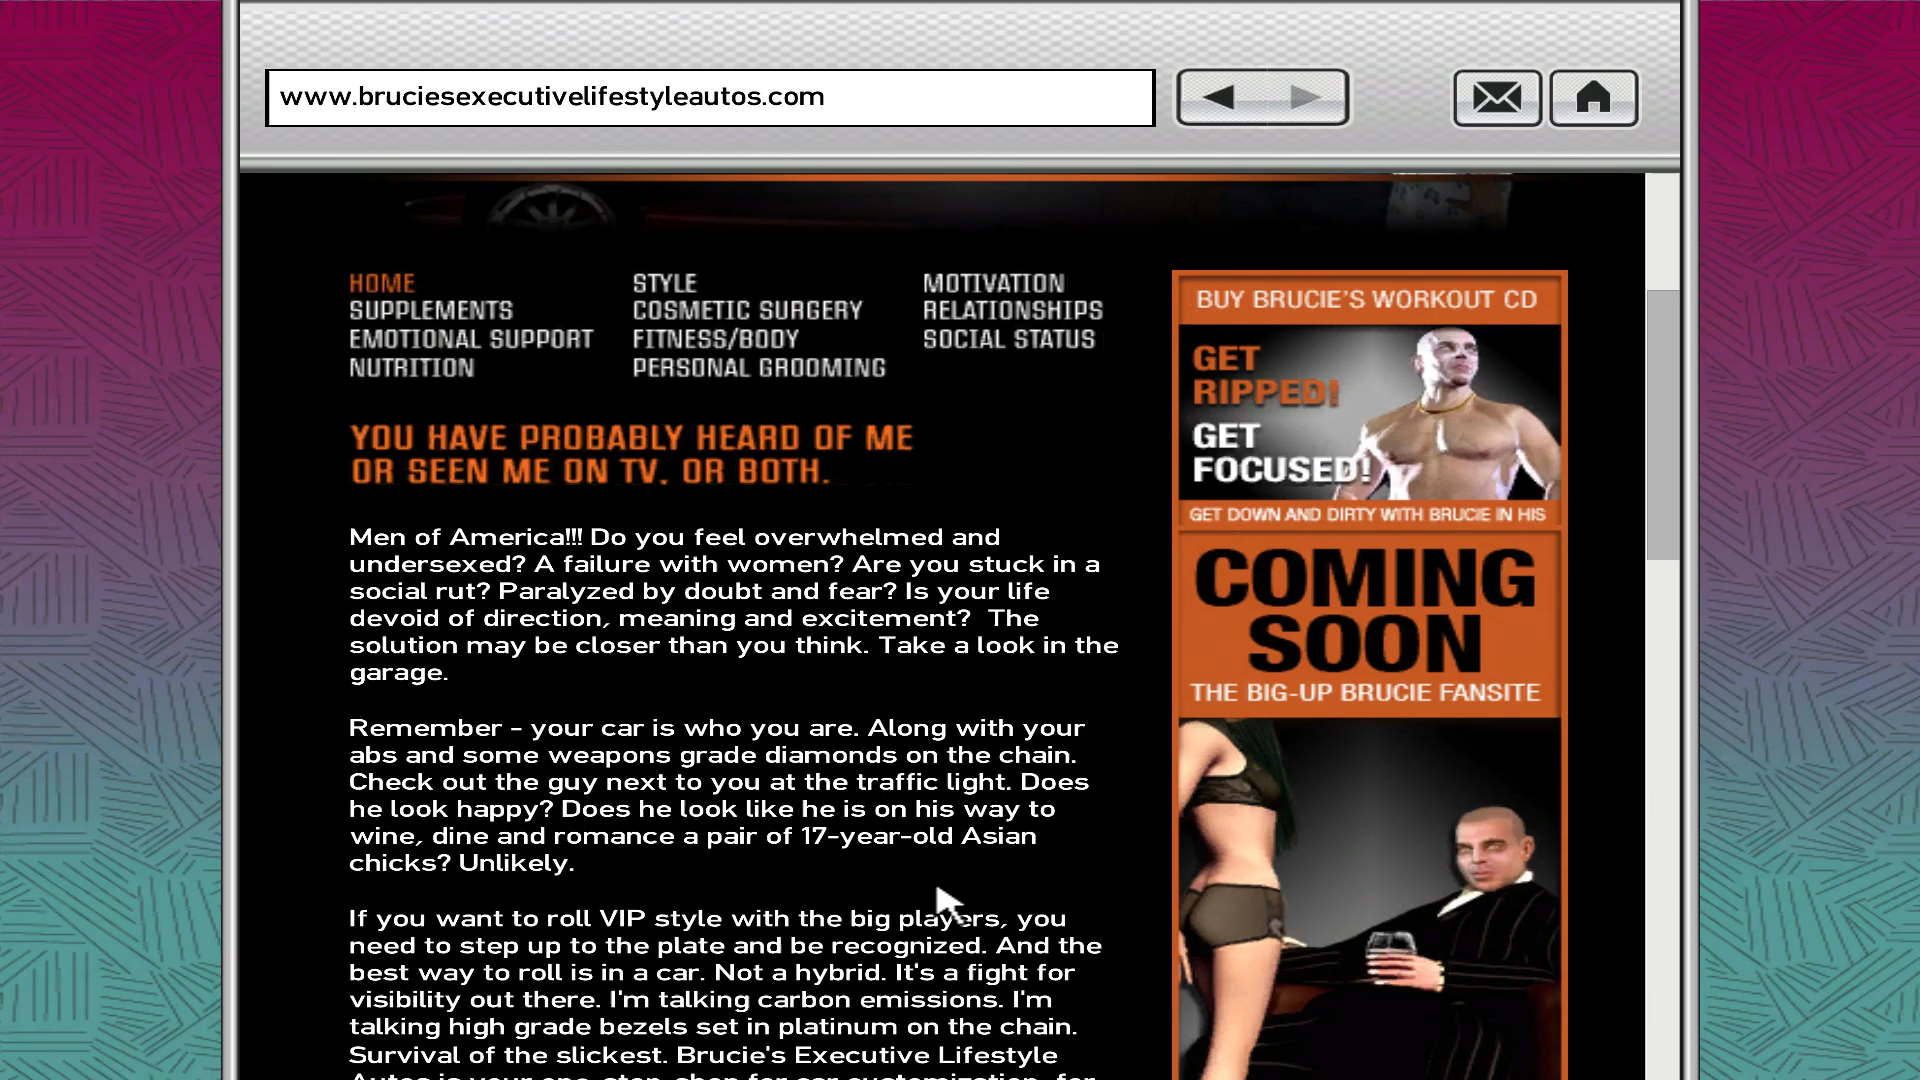 www.bruciesexecutivelifestyleautos.com
HOME
SUPPLEMENTS
EMOTIONAL SUPPORT
NUTRITION
STYLE
COSMETIC SURGERY
FITNESS/BODY
PERSONAL GROOMING
MOTIVATION
RELATIONSHIPS
SOCIAL STATUS
YOU HAVE PROBABLY HEARD OF ME
OR SEEN ME ON TV. OR BOTH.
Men of America!!! Do you feel overwhelmed and
undersexed? A failure with women? Are you stuck in a
social rut? Paralyzed by doubt and fear? Is your life
devoid of direction, meaning and excitement?  The
solution may be closer than you think. Take a look in the
garage.
Remember - your car is who you are. Along with your
abs and some weapons grade diamonds on the chain.
Check out the guy next to you at the traffic light. Does
he look happy? Does he look like he is on his way to
wine, dine and romance a pair of 17-year-old Asian
chicks? Unlikely.
If you want to roll VIP style with the big players, you
need to step up to the plate and be recognized. And the
best way to roll is in a car. Not a hybrid. It's a fight for
visibility out there. I'm talking carbon emissions. I'm
talking high grade bezels set in platinum on the chain.
Survival of the slickest. Brucie's Executive Lifestyle
Autos is your one-stop-shop for car customization, for
BUY BRUCIE'S WORKOUT CD
GET
RIPPED!
GET
FOCUSED!
GET DOWN AND DIRTY WITH BRUCIE IN HIS
COMING
SOON
THE BIG-UP BRUCIE FANSITE